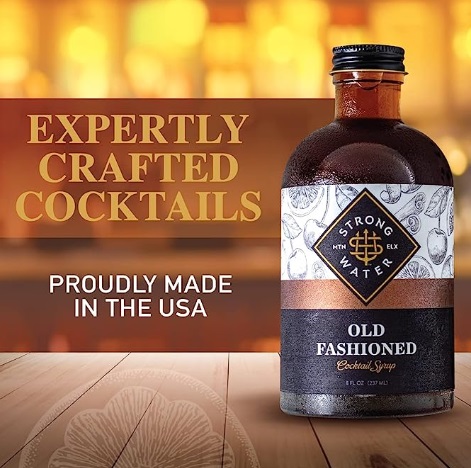 EXPERTLY
CRAFTED
COCKTAILS
PROUDLY MADE
IN THE USA
STRONG
MTN ELX
WATER
OLD
FASHIONED
Cocktail Syrup
8 FL OZ (237 ML)